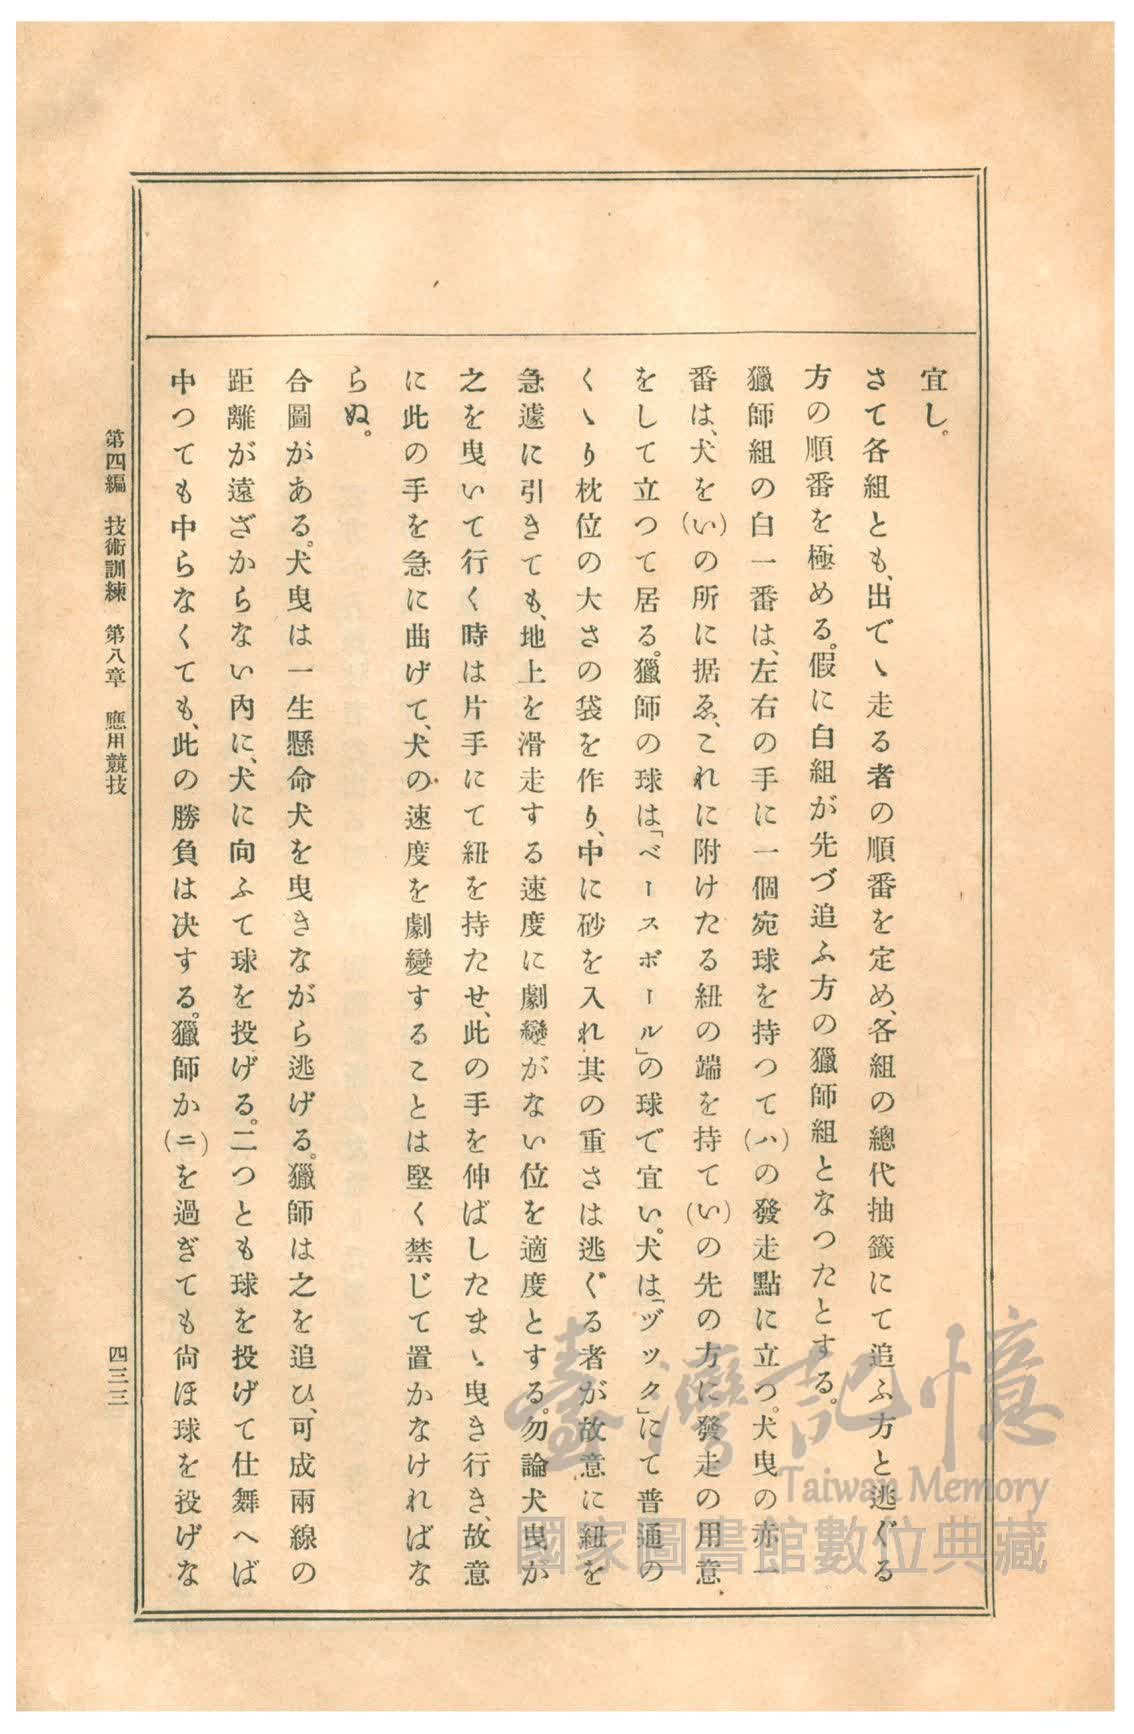 宜し。
さて各組とも、出でゝ走る者の順番を定め、各組の總代抽籤にて追ふ方と逃ぐる
方の順番を極める。假に白組が先づ追ふ方の獵師組となつたとする。
獵師組の白一番は、左右の手に一個宛球を持つて(ハ)の發走點に立つ。犬曳の赤一
番は、犬を(い)の所に据ゑ、これに附けたる紐の端を持て(い)の先の方に發走の用意
をして立つて居る。獵師の球は「ベースボール」の球で宜い。犬は「ヅック」にて普通の
くゝり枕位の大さの袋を作り、中に砂を入れ其の重さは逃ぐる者が故意に紐を
急遽に引きても、地上を滑走する速度に劇變がない位を適度とする。勿論犬曳が
之を曳いて行く時は片手にて紐を持たせ、此の手を伸ばしたまゝ曳き行き、故意
に此の手を急に曲げて、犬の速度を劇變することは堅く禁じて置かなければな
らぬ。
合圖がある。犬曳は一生懸命犬を曳きながら逃げる。獵師は之を追ひ、可成兩線の
距離が遠ざからない內に、犬に向ふて球を投げる。二つとも球を投げて仕舞へば
中つても中らなくても、此の勝負は決する。獵師か(ニ)を過ぎても尙ほ球を投げな
第四編 技術訓練 第八章 應用競技
四三三
臺灣記憶
Taiwan Memory
國家圖書館數位典藏